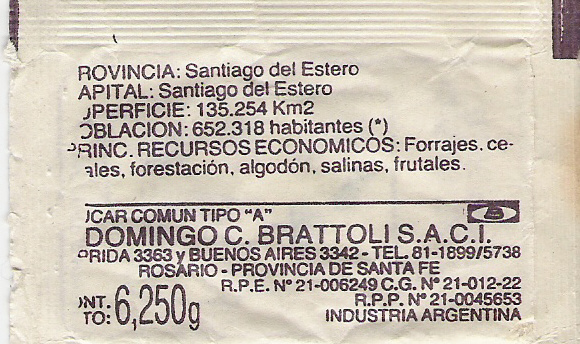 ROVINCIA: Santiago del Estero
APITAL: Santiago del Estero
PERFICIE: 135.254 Km2
OBLACION: 652.318 habitantes (*)
PRINC. RECURSOS ECONOMICOS: Forrajes. ce-
ales, forestación, algodón, salinas, frutales.
CAR COMUN TIPO "A"
DOMINGO C. BRATTOLI S.A.C.I.
ORIDA 3363 y BUENOS AIRES 3342 - TEL. 81-1899/5738
ROSARIO - PROVINCIA DE SANTA FE
R.P.E. Nº 21-006249 C.G. Nº 21-012-22
R.P.P. Nº 21-0045653
NT. TO: 6,250g
INDUSTRIA ARGENTINA